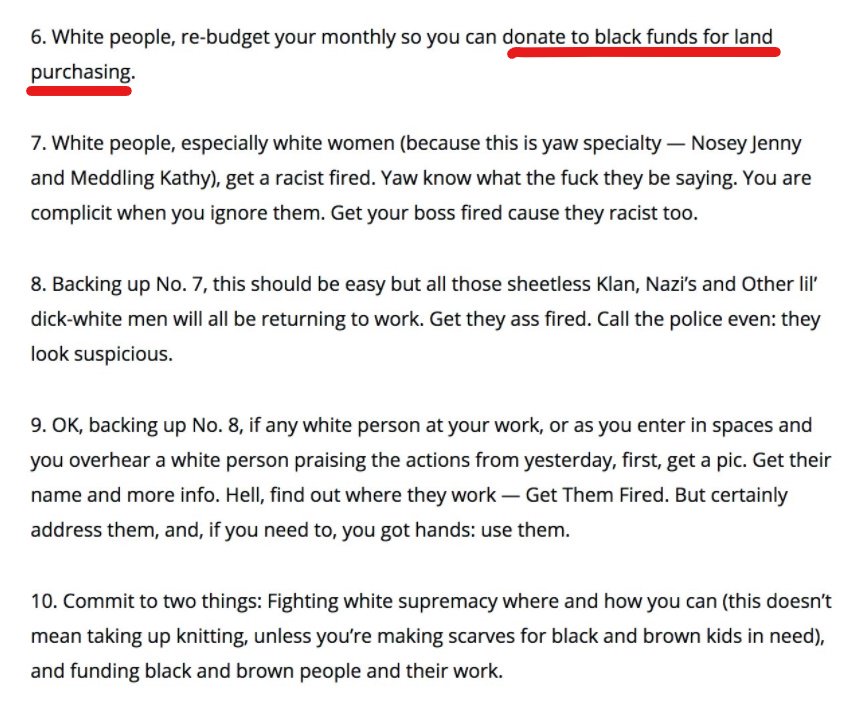 6. White people, re-budget your monthly so you can donate to black funds for land
purchasing.
7. White people, especially white women (because this is yaw specialty — Nosey Jenny
and Meddling Kathy), get a racist fired. Yaw know what the fuck they be saying. You are
complicit when you ignore them. Get your boss fired cause they racist too.
8. Backing up No. 7, this should be easy but all those sheetless Klan, Nazi’s and Other lil’
dick-white men will all be returning to work. Get they ass fired. Call the police even: they
look suspicious.
9. OK, backing up No. 8, if any white person at your work, or as you enter in spaces and
you overhear a white person praising the actions from yesterday, first, get a pic. Get their
name and more info. Hell, find out where they work — Get Them Fired. But certainly
address them, and, if you need to, you got hands: use them.
10. Commit to two things: Fighting white supremacy where and how you can (this doesn’t
mean taking up knitting, unless you’re making scarves for black and brown kids in need),
and funding black and brown people and their work.